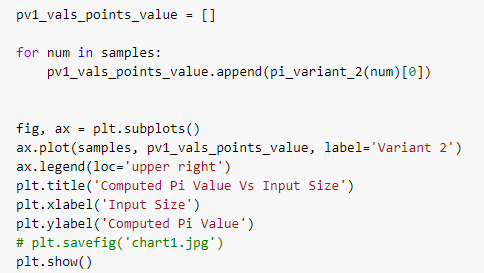 pv1_vals_points_value = []
for num in samples:
    pv1_vals_points_value.append(pi_variant_2(num)[0])
fig, ax = plt.subplots()
ax.plot(samples, pv1_vals_points_value, label='Variant 2')
ax.legend(loc='upper right')
plt.title('Computed Pi Value Vs Input Size')
plt.xlabel('Input Size')
plt.ylabel('Computed Pi Value')
# plt.savefig('chart1.jpg')
plt.show()